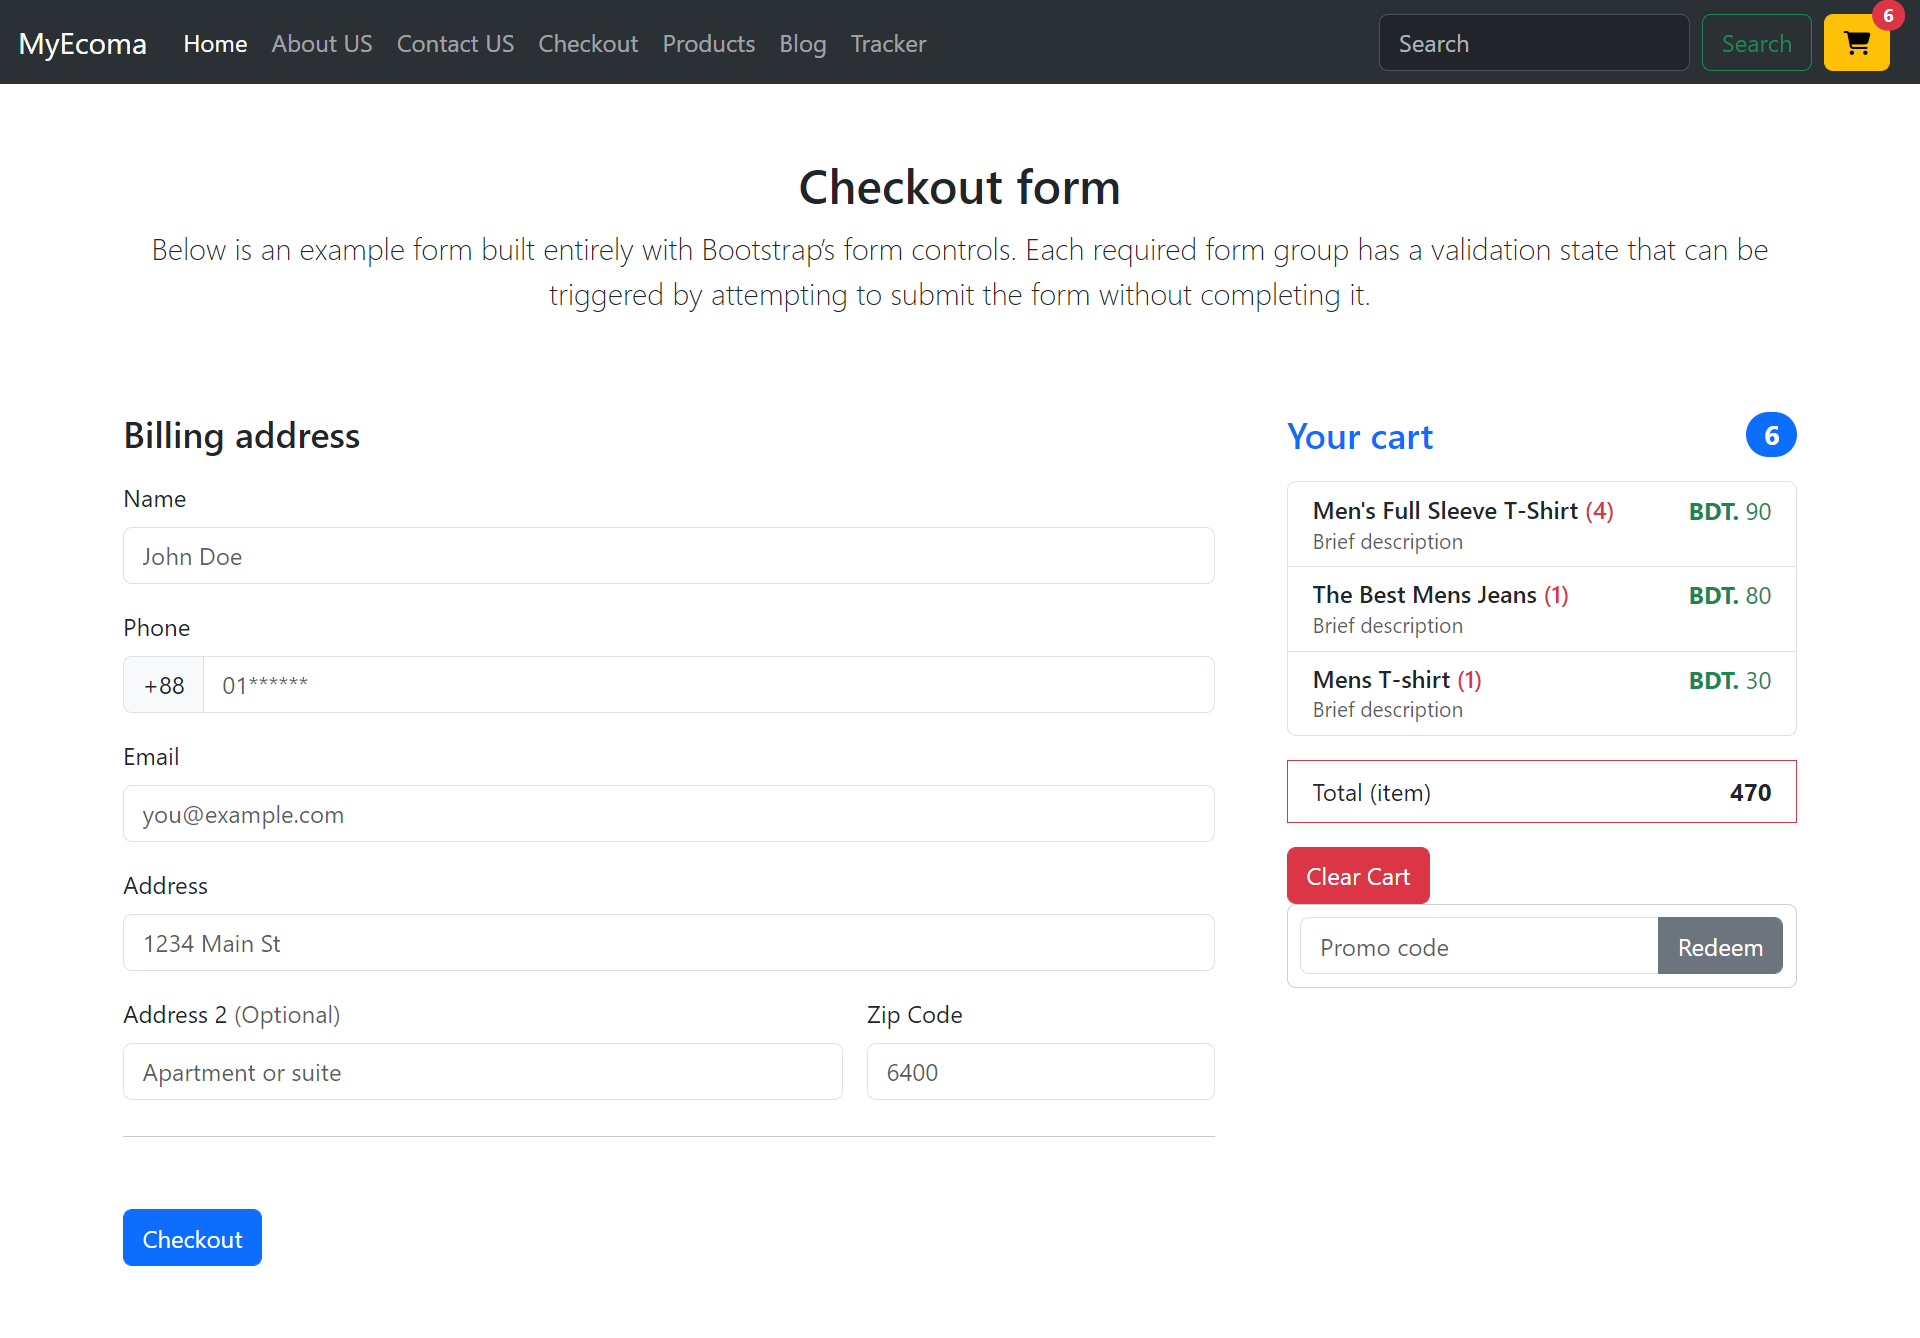 MyEcoma Home About US Contact US Checkout Products Blog Tracker Search Search 6
Checkout form
Below is an example form built entirely with Bootstrap’s form controls. Each required form group has a validation state that can be
triggered by attempting to submit the form without completing it.
Billing address
Name
John Doe
Phone
+88 01******
Email
you@example.com
Address
1234 Main St
Address 2 (Optional) Zip Code
Apartment or suite 6400
Checkout
Your cart 6
Men's Full Sleeve T-Shirt (4) BDT. 90
Brief description
The Best Mens Jeans (1) BDT. 80
Brief description
Mens T-shirt (1) BDT. 30
Brief description
Total (item) 470
Clear Cart
Promo code Redeem